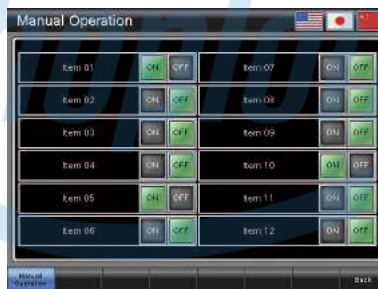 Manual Operation
Item 01 ON OFF Item 07 ON OFF
Item 02 ON OFF Item 08 ON OFF
Item 03 ON OFF Item 09 ON OFF
Item 04 ON OFF Item 10 ON OFF
Item 05 ON OFF Item 11 ON OFF
Item 06 ON OFF Item 12 ON OFF
Manual
Operation
Back